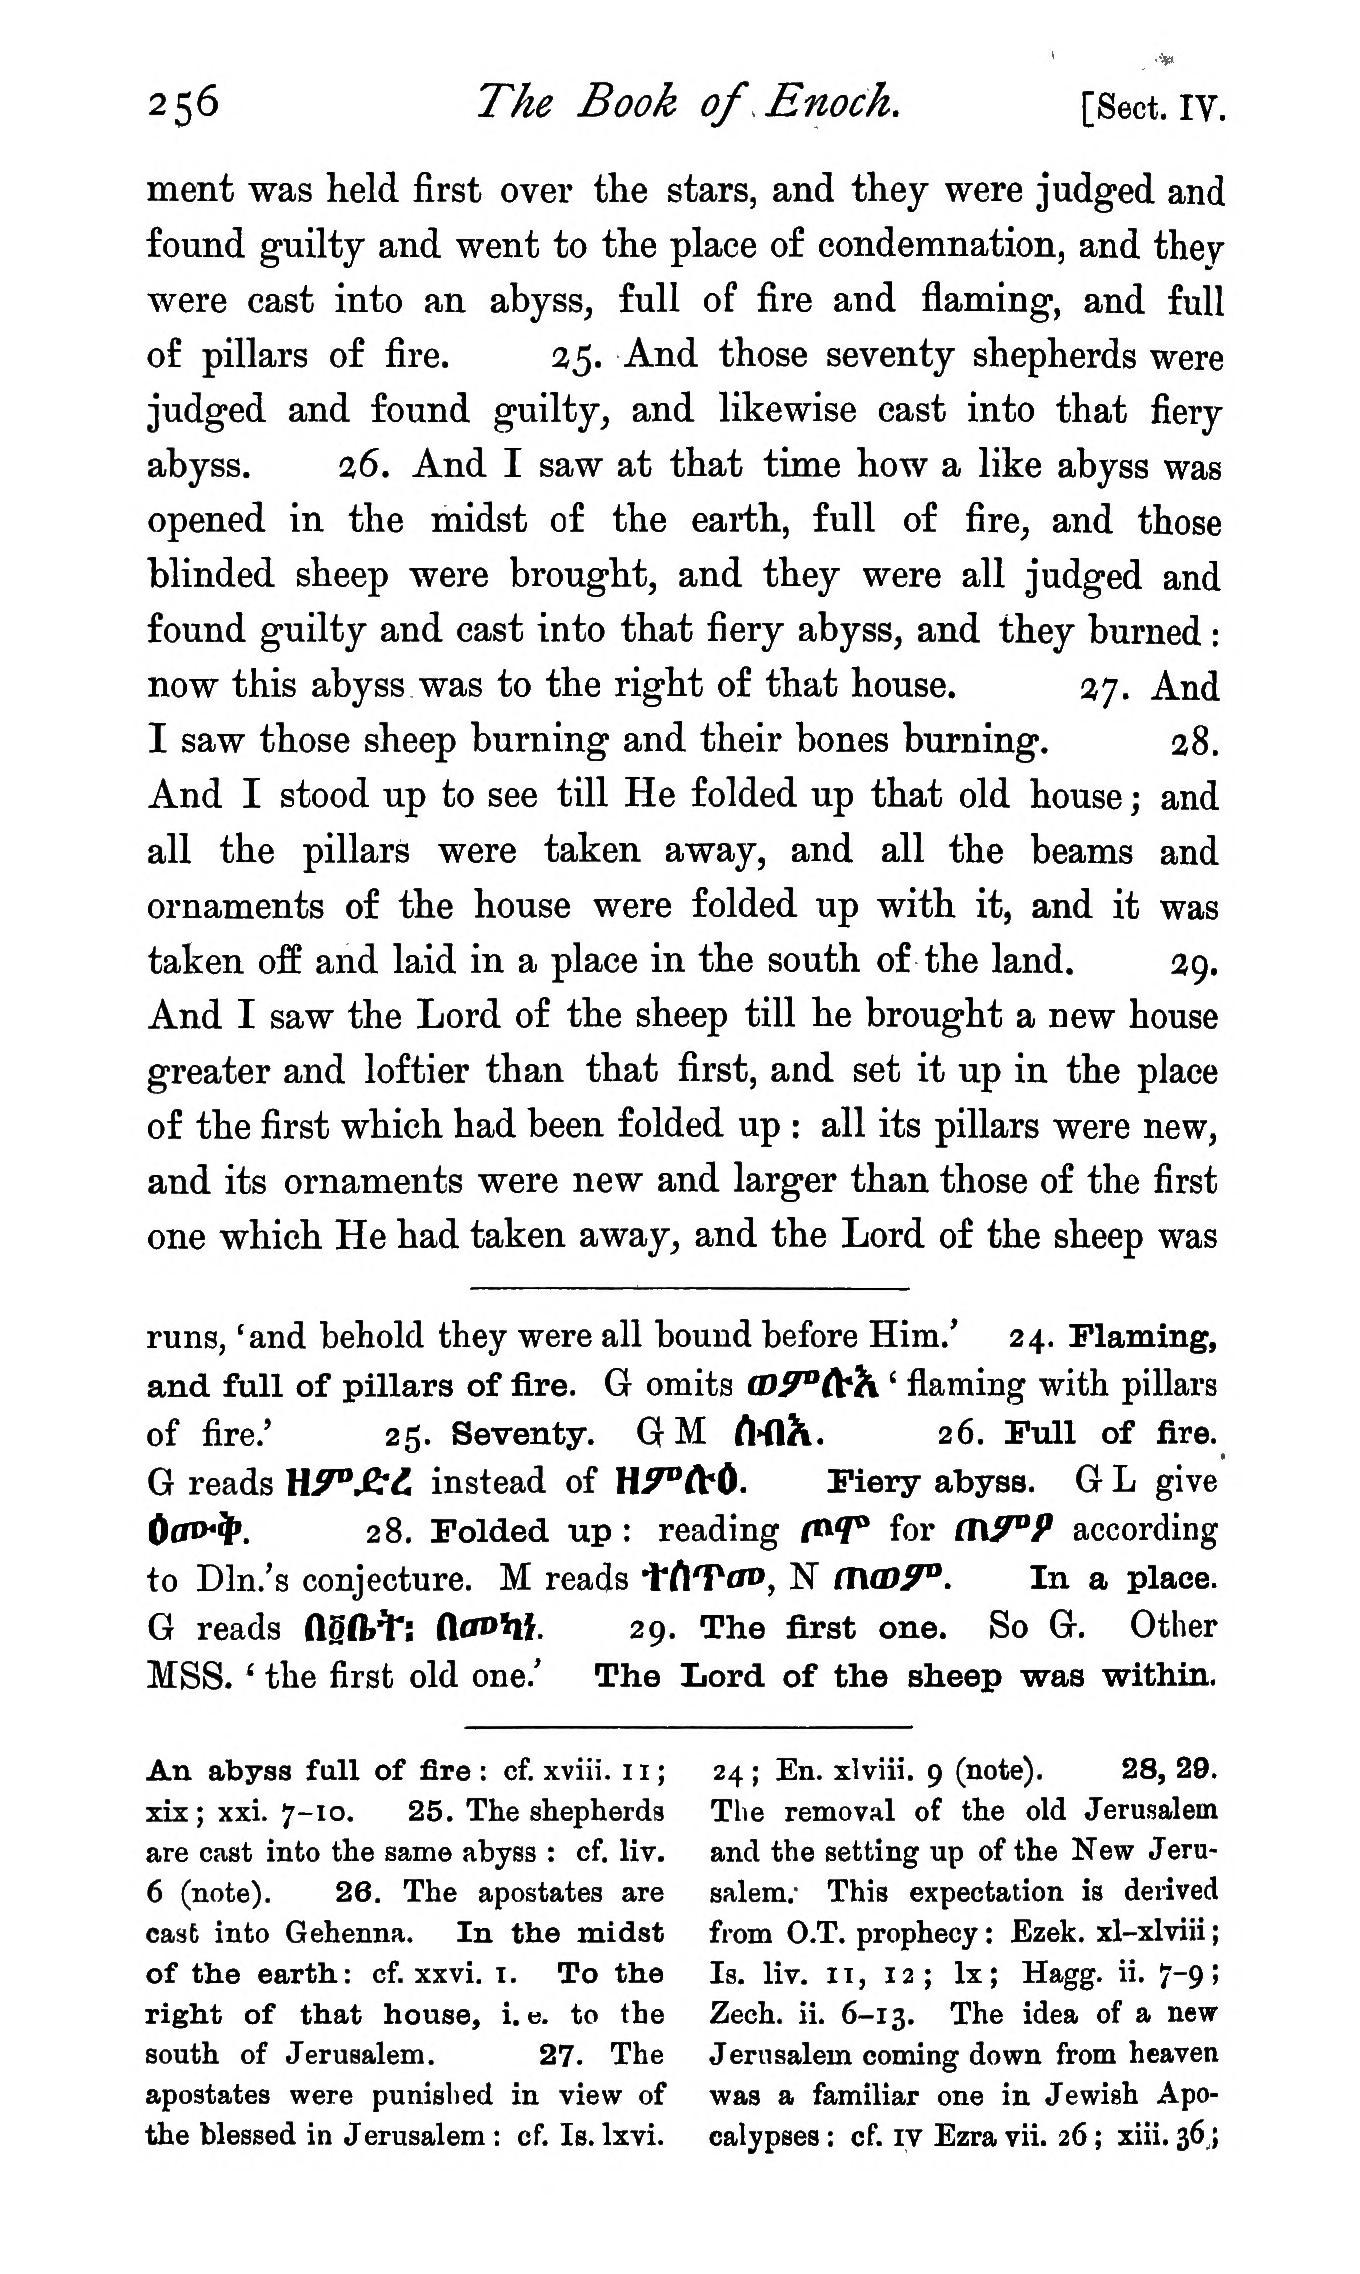 256 The Book of Enoch. [Sect. IV.
ment was held first over the stars, and they were judged and
found guilty and went to the place of condemnation, and they
were cast into an abyss, full of fire and flaming, and full
of pillars of fire. 25. And those seventy shepherds were
judged and found guilty, and likewise cast into that fiery
abyss. 26. And I saw at that time how a like abyss was
opened in the midst of the earth, full of fire, and those
blinded sheep were brought, and they were all judged and
found guilty and cast into that fiery abyss, and they burned :
now this abyss was to the right of that house. 27. And
I saw those sheep burning and their bones burning. 28.
And I stood up to see till He folded up that old house; and
all the pillars were taken away, and all the beams and
ornaments of the house were folded up with it, and it was
taken off and laid in a place in the south of the land. 29.
And I saw the Lord of the sheep till he brought a new house
greater and loftier than that first, and set it up in the place
of the first which had been folded up : all its pillars were new,
and its ornaments were new and larger than those of the first
one which He had taken away, and the Lord of the sheep was
runs, ‘and behold they were all bound before Him.’ 24. Flaming,
and full of pillars of fire. G omits ወምሉእ ‘ flaming with pillars
of fire.’ 25. Seventy. G M ሰብአ. 26. Full of fire.
G reads ዘምድረ instead of ዘምሉዐ. Fiery abyss. G L give
ዕመ-ቅ. 28. Folded up : reading ጦሞ for ጠምዖ according
to Dln.’s conjecture. M reads ተሰጥመ, N ጠወም. In a place.
G reads በ፩ቤት: በመካነ. 29. The first one. So G. Other
MSS. ‘ the first old one.’ The Lord of the sheep was within.
An abyss full of fire : cf. xviii. 11;
xix; xxi. 7–10. 25. The shepherds
are cast into the same abyss : cf. liv.
6 (note). 26. The apostates are
cast into Gehenna. In the midst
of the earth: cf. xxvi. 1. To the
right of that house, i. e. to the
south of Jerusalem. 27. The
apostates were punished in view of
the blessed in Jerusalem : cf. Is. lxvi.
24; En. xlviii. 9 (note). 28, 29.
The removal of the old Jerusalem
and the setting up of the New Jeru-
salem. This expectation is derived
from O.T. prophecy: Ezek. xl–xlviii;
Is. liv. 11, 12; lx; Hagg. ii. 7–9;
Zech. ii. 6–13. The idea of a new
Jerusalem coming down from heaven
was a familiar one in Jewish Apo-
calypses: cf. IV Ezra vii. 26; xiii. 36;